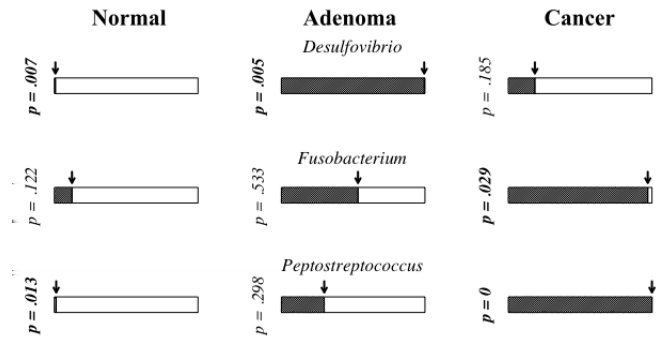 Normal Adenoma Cancer
Desulfovibrio
p = .007 p = .005 p = .185
Fusobacterium
p = .122 p = .533 p = .029
Peptostreptococcus
p = .013 p = .298 p = 0